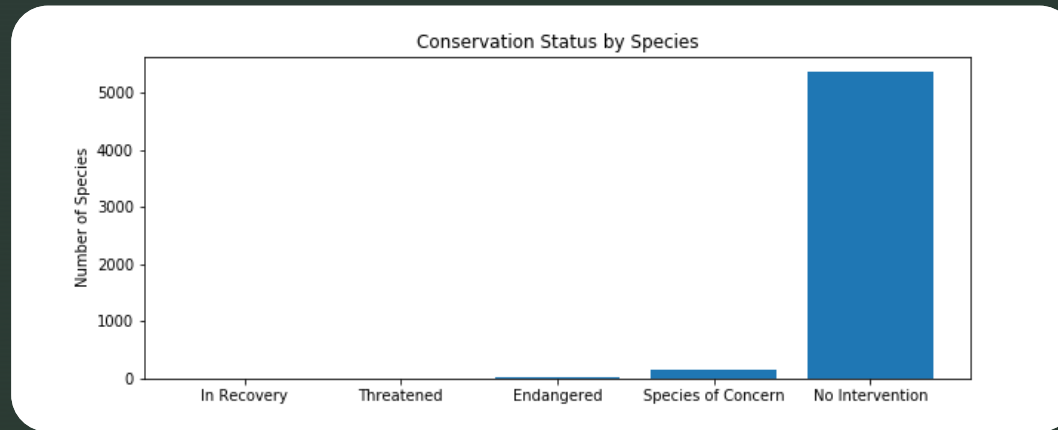 Conservation Status by Species
Number of Species
5000
4000
3000
2000
1000
0
In Recovery Threatened Endangered Species of Concern No Intervention